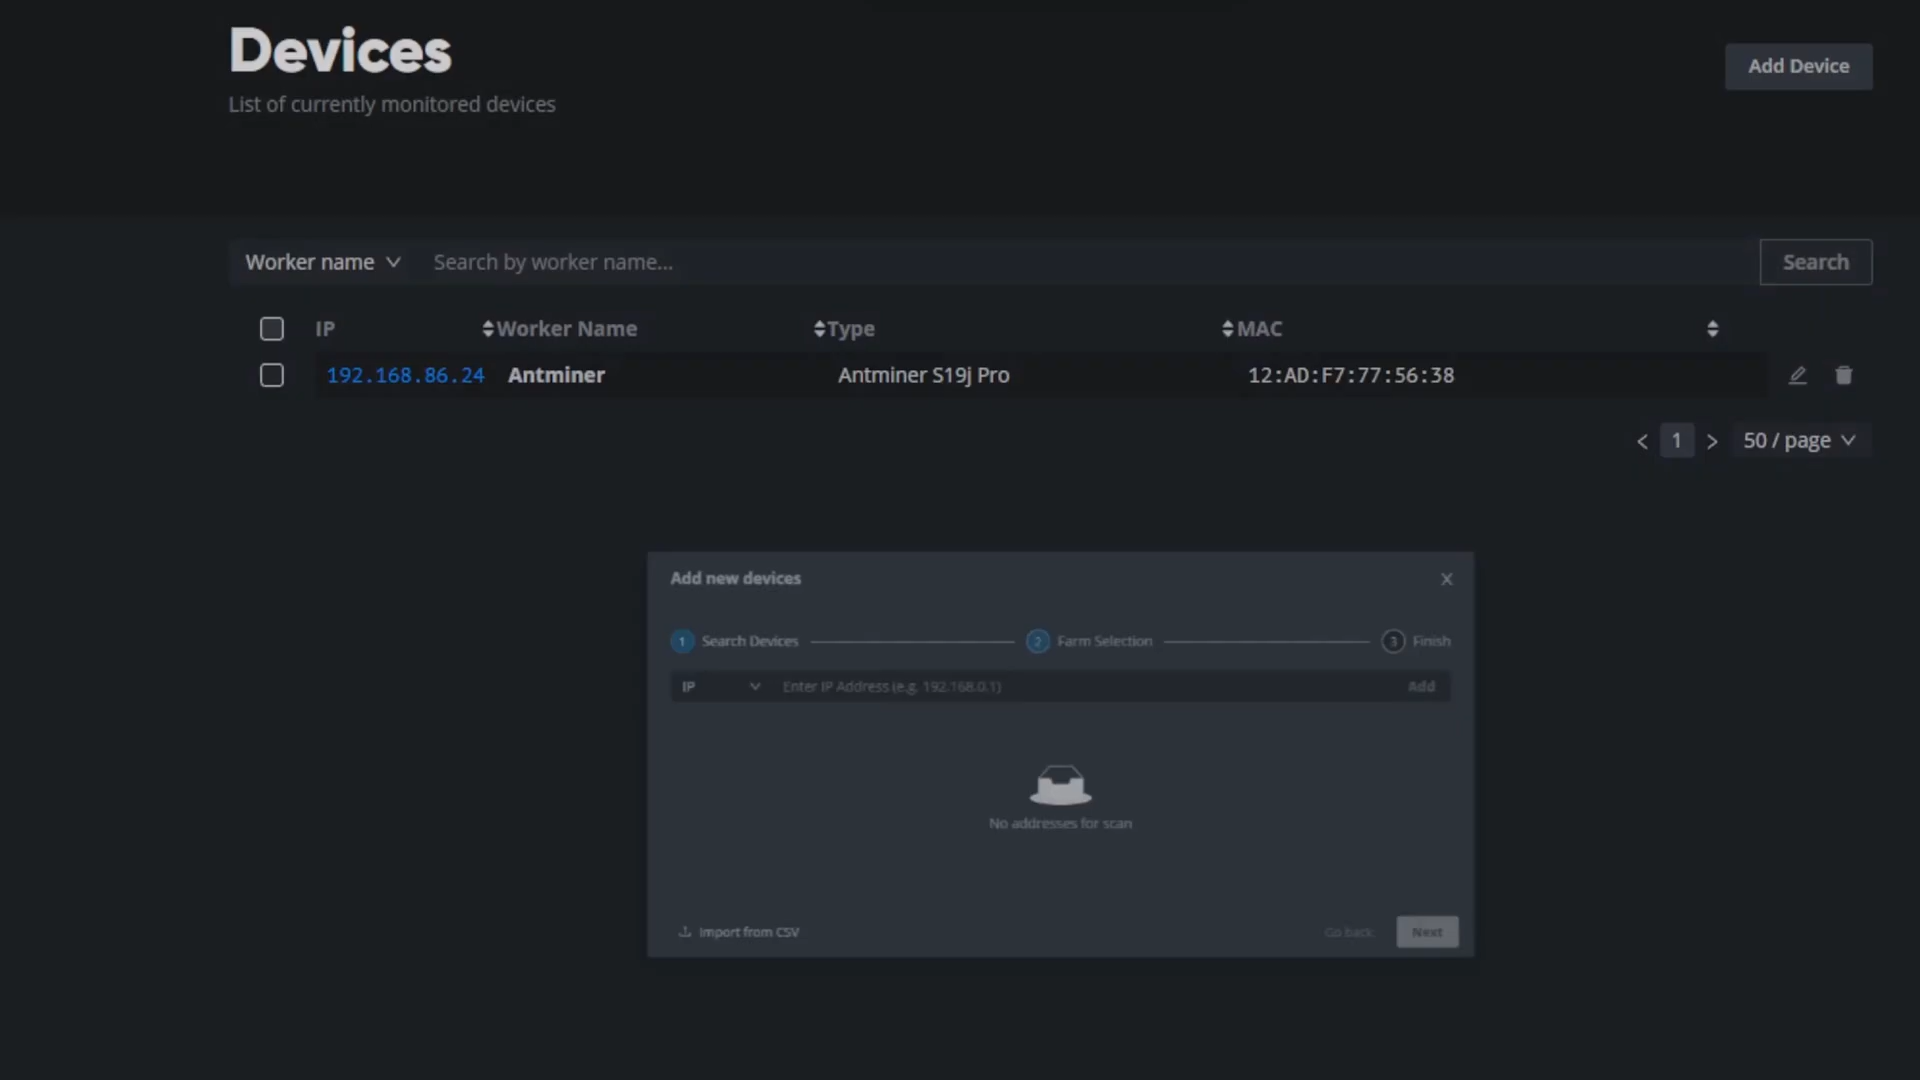 Devices
Add Device
List of currently monitored devices
Worker name Search by worker name... Search
IP Worker Name Type MAC
192.168.86.24 Antminer Antminer S19j Pro 12:AD:F7:77:56:38
< 1 > 50 / page
Add new devices
1 Search Devices 2 Farm Selection 3 Finish
IP Enter IP Address (e.g. 192.168.0.1) Add
No addresses for scan
Import from CSV Go back Next